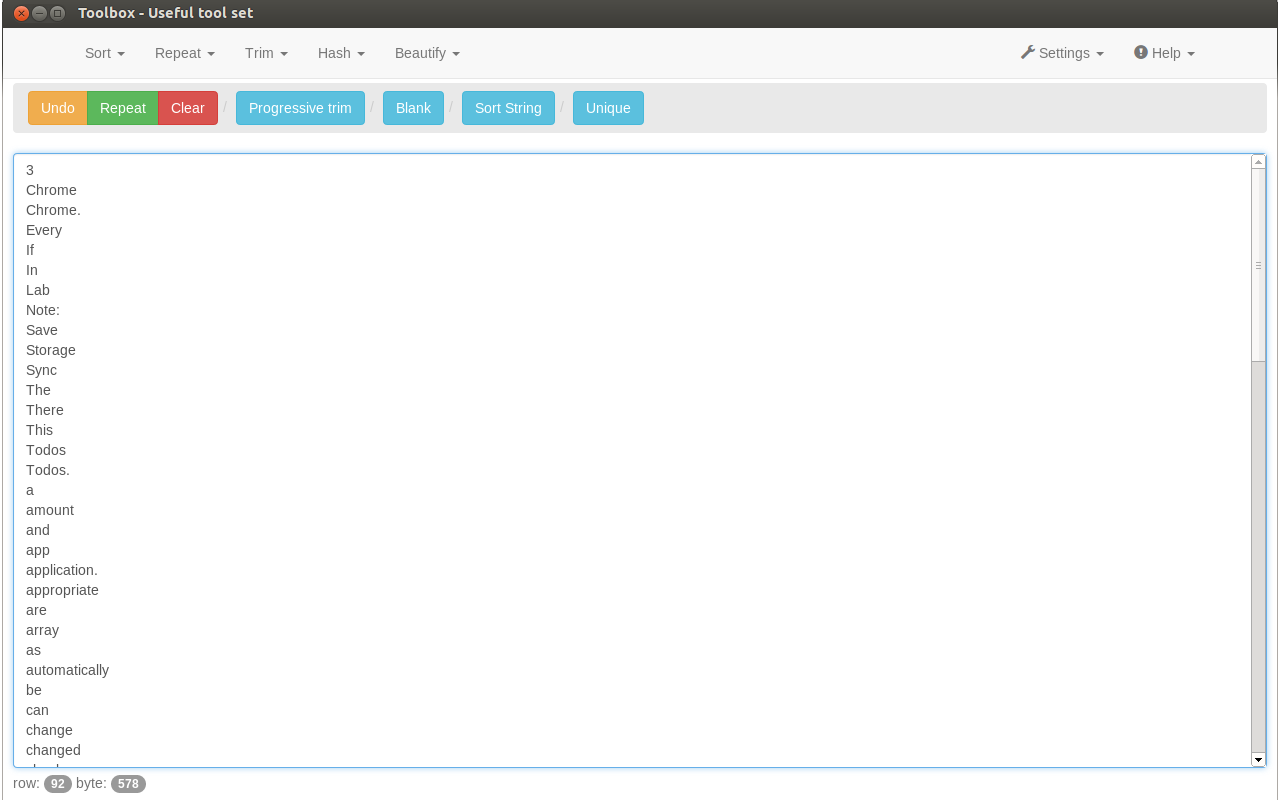 Toolbox - Useful tool set
Sort Repeat Trim Hash Beautify Settings Help
Undo Repeat Clear / Progressive trim / Blank / Sort String / Unique
3
Chrome
Chrome.
Every
If
In
Lab
Note:
Save
Storage
Sync
The
There
This
Todos
Todos.
a
amount
and
app
application.
appropriate
are
array
as
automatically
be
can
change
changed
row: 92 byte: 578